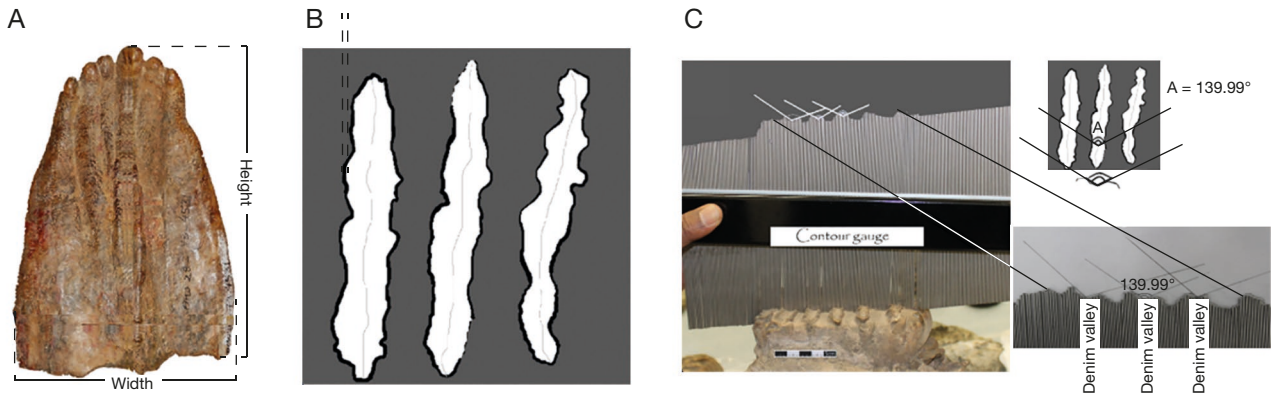 A
Height
Width
B
C
Contour gauge
A = 139.99°
A
139.99°
Denim valley
Denim valley
Denim valley